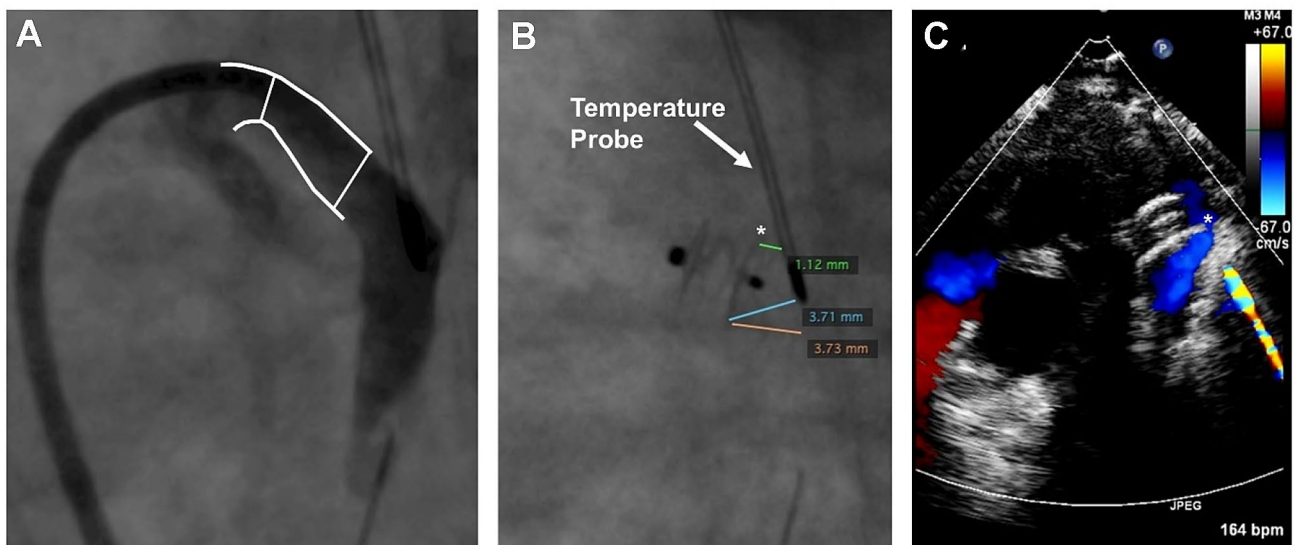 A
B
Temperature
Probe
*
1.12 mm
3.71 mm
3.73 mm
C
P
M3 M4
+67.0
*
-67.0
cm/s
JPEG
164 bpm